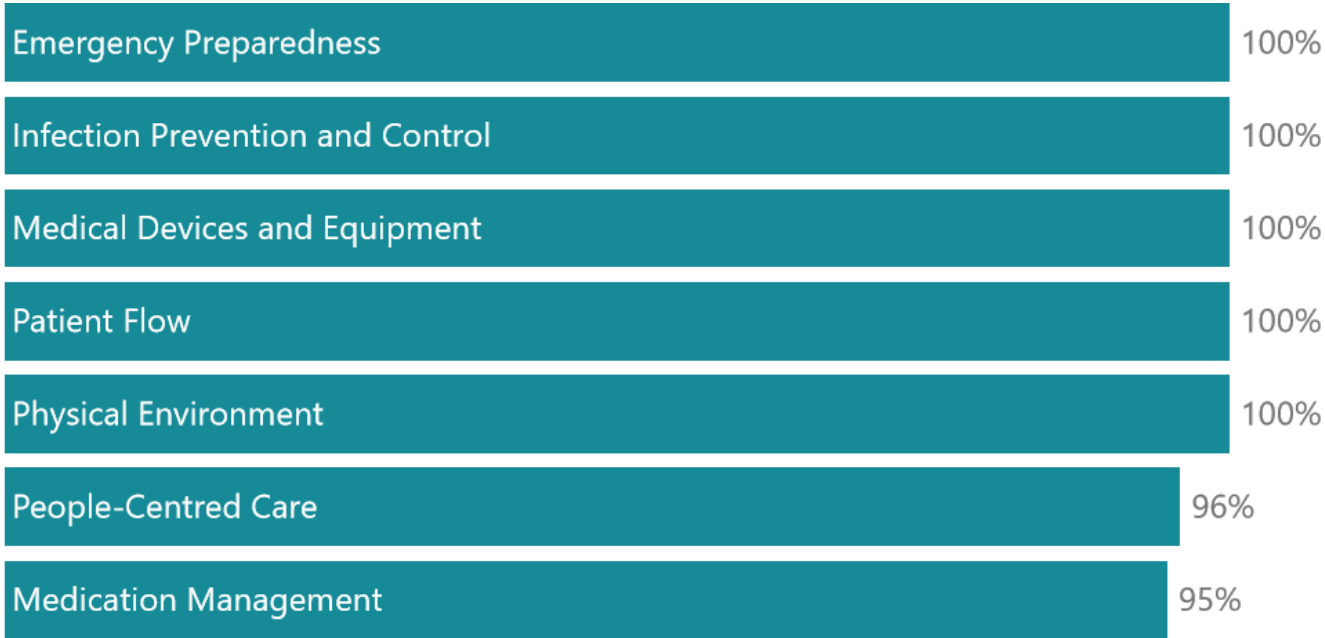 Emergency Preparedness 100%
Infection Prevention and Control 100%
Medical Devices and Equipment 100%
Patient Flow 100%
Physical Environment 100%
People-Centred Care 96%
Medication Management 95%